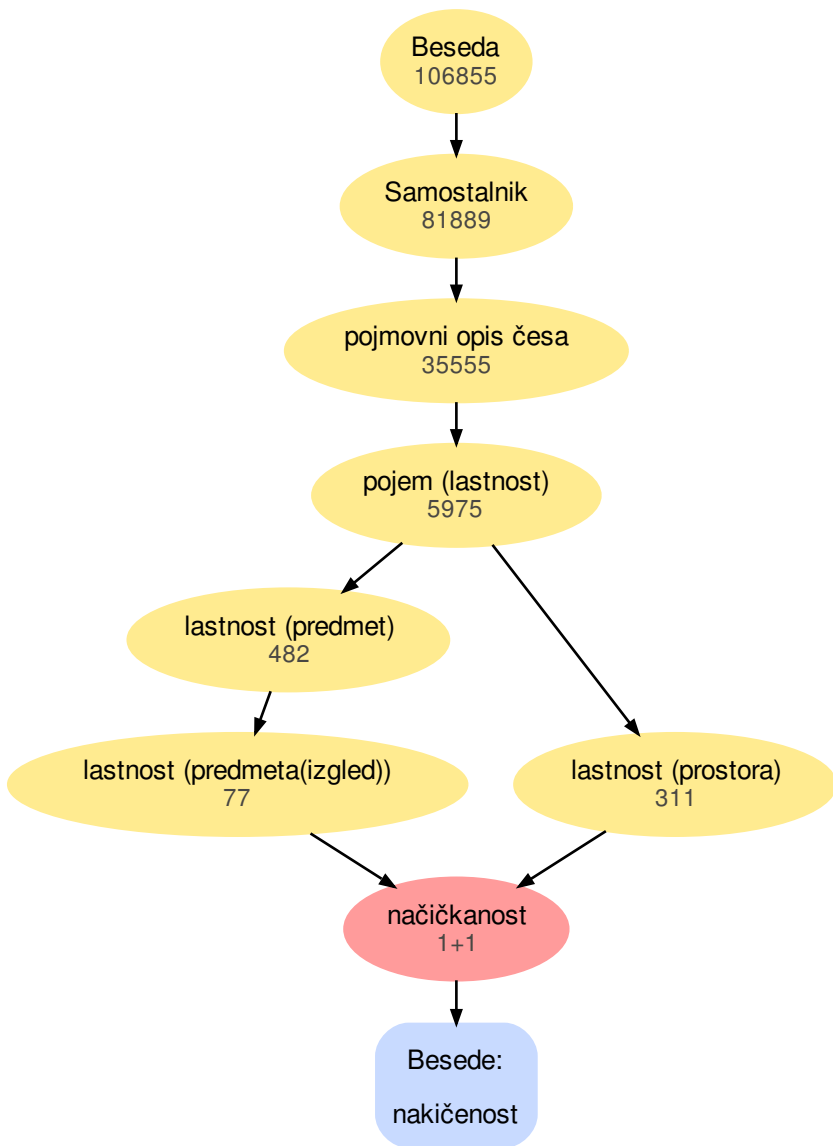 Beseda
106855
Samostalnik
81889
pojmovni opis česa
35555
pojem (lastnost)
5975
lastnost (predmet)
482
lastnost (predmeta(izgled))
77
lastnost (prostora)
311
načičkanost
1+1
Besede:
nakičenost